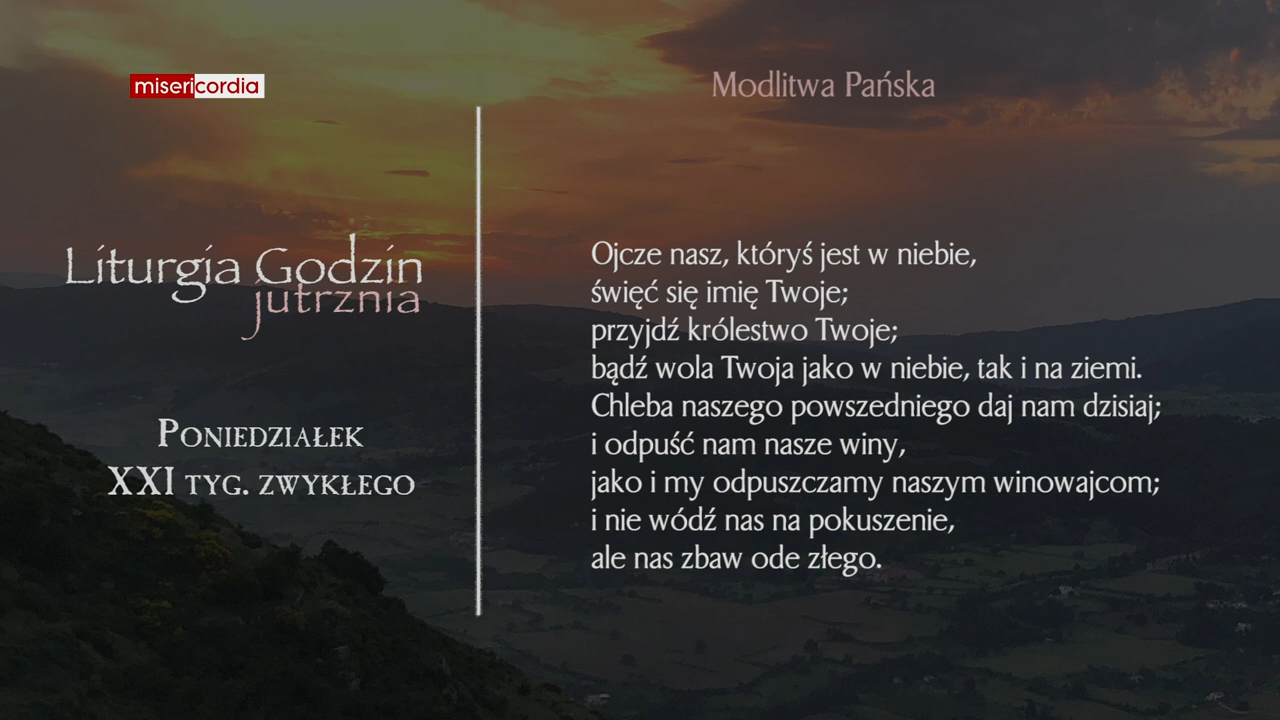 misericordia
Liturgia Godzin
jutrznia
Poniedziałek
XXI tyg. zwykłego
Modlitwa Pańska
Ojcze nasz, któryś jest w niebie,
święć się imię Twoje;
przyjdź królestwo Twoje;
bądź wola Twoja jako w niebie, tak i na ziemi.
Chleba naszego powszedniego daj nam dzisiaj;
i odpuść nam nasze winy,
jako i my odpuszczamy naszym winowajcom;
i nie wódź nas na pokuszenie,
ale nas zbaw ode złego.